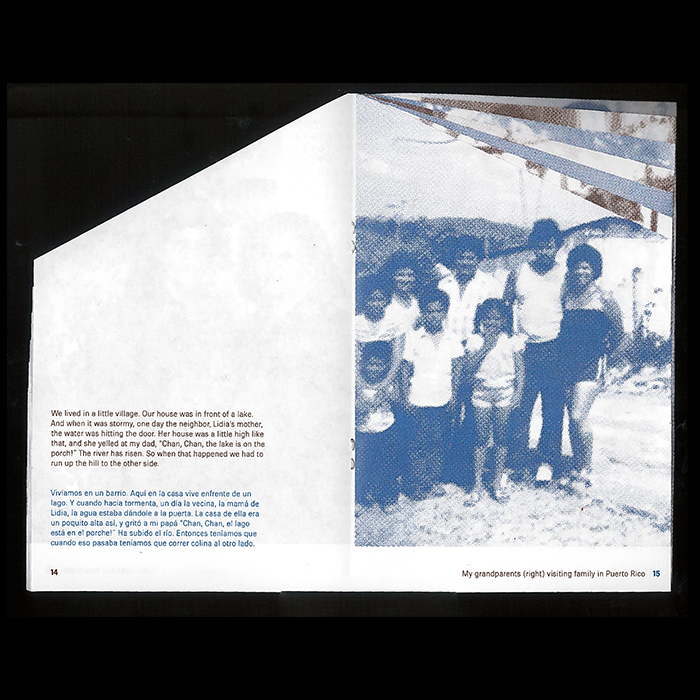 We lived in a little village. Our house was in front of a lake.
And when it was stormy, one day the neighbor, Lidia's mother,
the water was hitting the door. Her house was a little high like
that, and she yelled at my dad, "Chan, Chan, the lake is on the
porch!" The river has risen. So when that happened we had to
run up the hill to the other side.
Viviamos en un barrio. Aquí en la casa vive enfrente de un
lago. Y cuando hacia tormenta, un día la vecina, la mamá de
Lidia, la agua estaba dándole a la puerta. La casa de ella era
un poquito alta así, y gritó a mi papá "Chan, Chan, el lago
está en el porche!" Ha subido el río. Entonces teníamos que
cuando eso pasaba teníamos que correr colina al otro lado.
14
My grandparents (right) visiting family in Puerto Rico 15